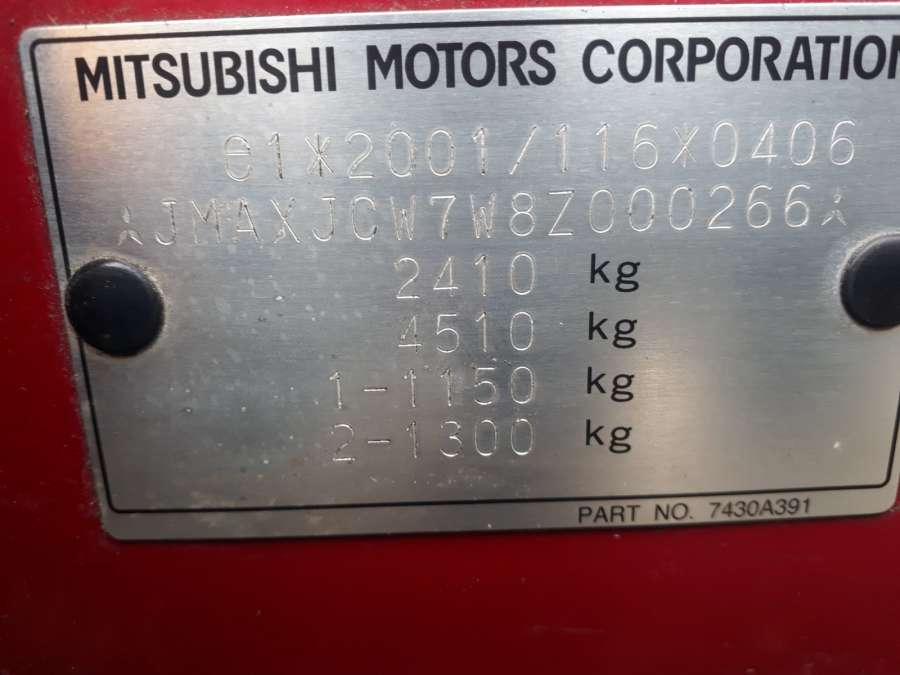 MITSUBISHI MOTORS CORPORATION
e1*2001/116*0406
*JMAXJCW7W8Z000266*
2410 kg
4510 kg
1-1150 kg
2-1300 kg
PART NO. 7430A391